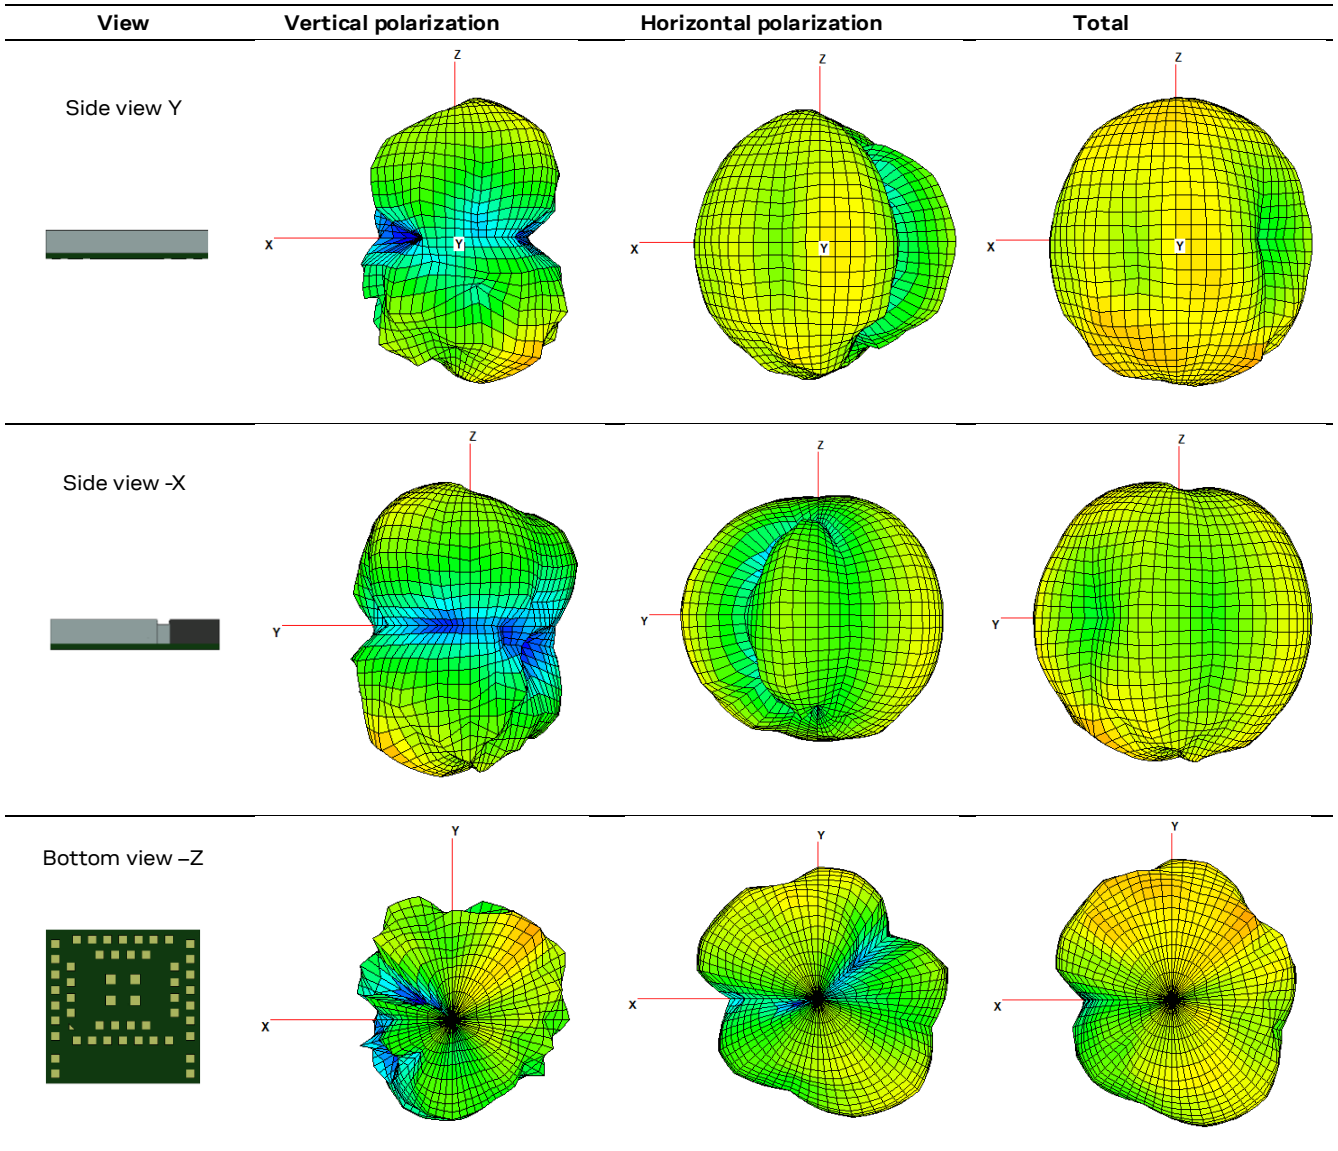 View Vertical polarization Horizontal polarization Total
Side view Y
Z
X
Y
Z
X
Y
Z
X
Y
Side view -X
Z
Y
Z
Y
Z
Y
Bottom view –Z
Y
X
Y
X
Y
X